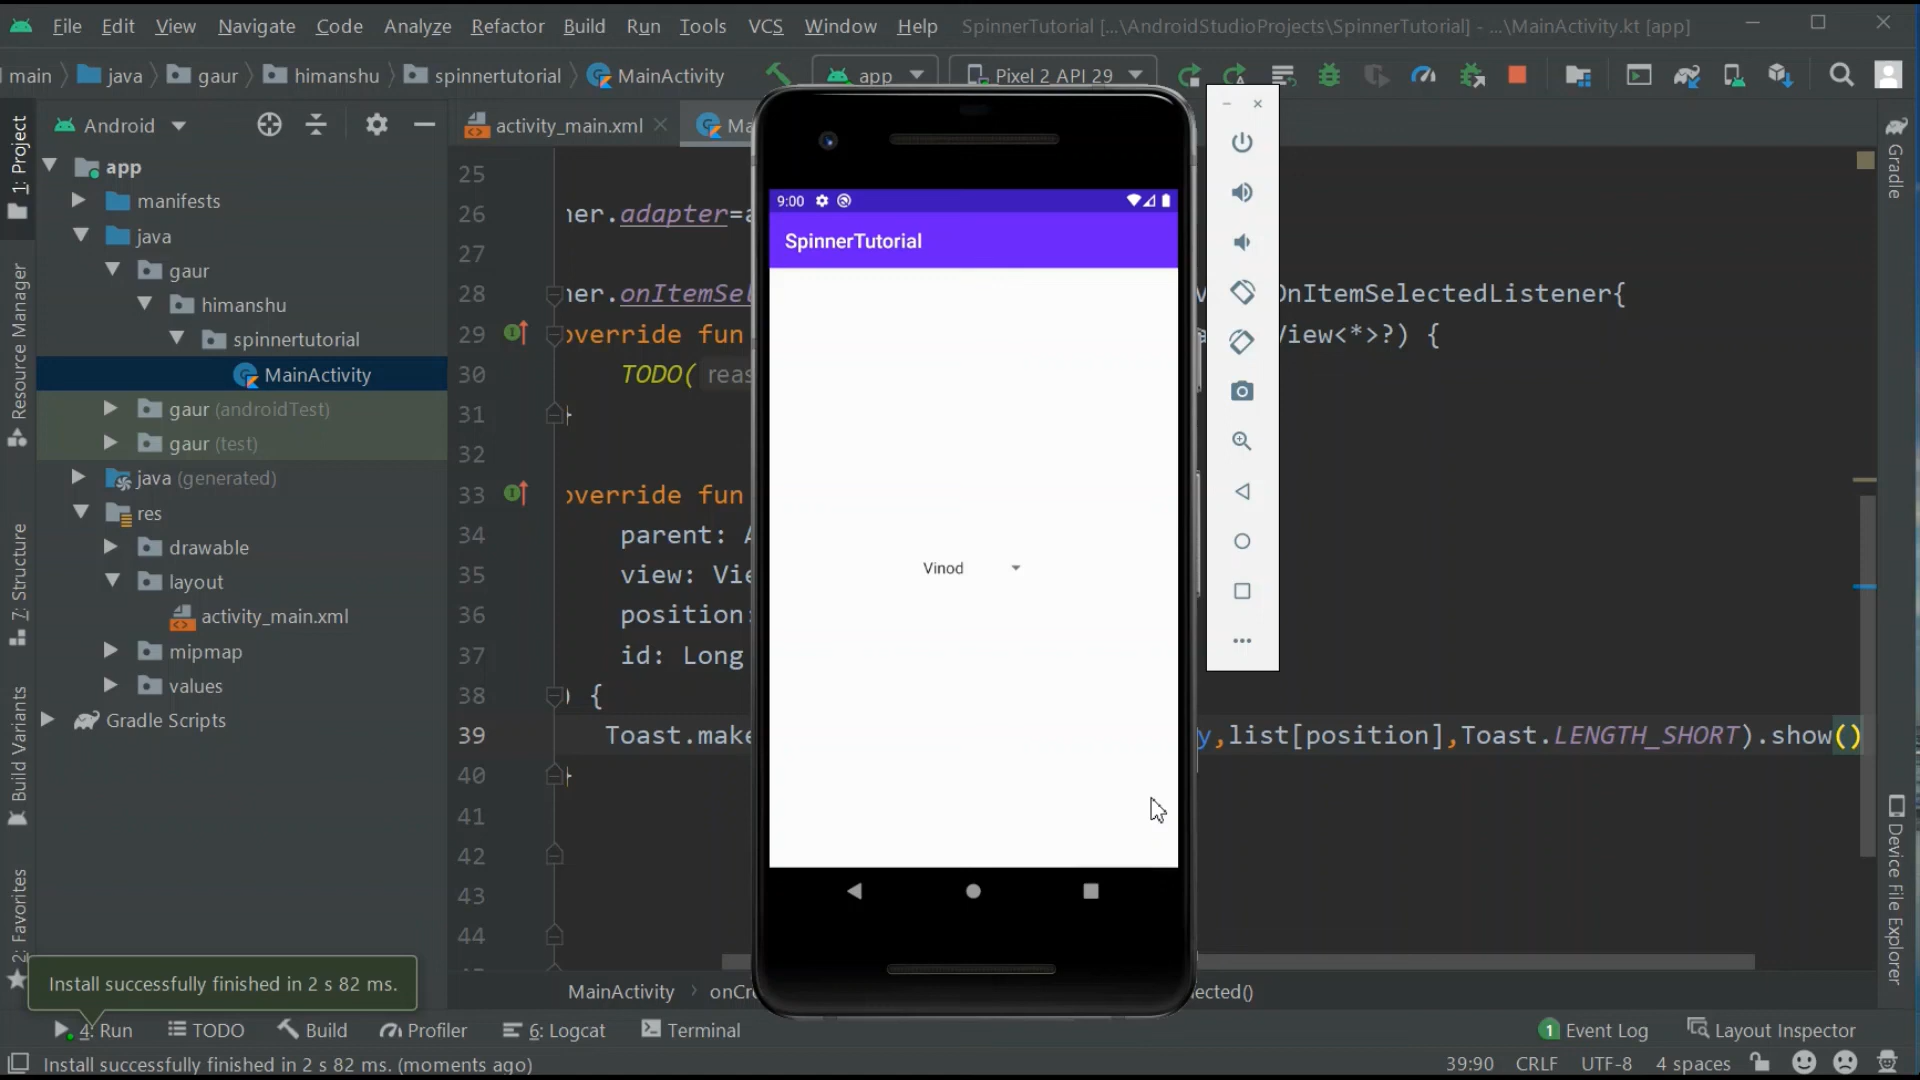 File Edit View Navigate Code Analyze Refactor Build Run Tools VCS Window Help SpinnerTutorial [...\AndroidStudioProjects\SpinnerTutorial] - ...\MainActivity.kt [app]
main java gaur himanshu spinnertutorial MainActivity app Pixel 2 API 29
Android activity_main.xml Ma
1: Project
Resource Manager
7: Structure
Build Variants
2: Favorites
app
manifests
java
gaur
himanshu
spinnertutorial
MainActivity
gaur (androidTest)
gaur (test)
java (generated)
res
drawable
layout
activity_main.xml
mipmap
values
Gradle Scripts
25
26 ner.adapter=a
27
28 ner.onItemSel OnItemSelectedListener{
29 override fun View<*>?) {
30 TODO( reas
31 }
32
33 override fun
34 parent: A
35 view: Vie
36 position:
37 id: Long
38 ) {
39 Toast.make y,list[position],Toast.LENGTH_SHORT).show()
40 }
41
42
43
44
9:00
SpinnerTutorial
Vinod
Gradle
Device File Explorer
Install successfully finished in 2 s 82 ms.
MainActivity onCr ected()
4: Run TODO Build Profiler 6: Logcat Terminal 1 Event Log Layout Inspector
Install successfully finished in 2 s 82 ms. (moments ago) 39:90 CRLF UTF-8 4 spaces